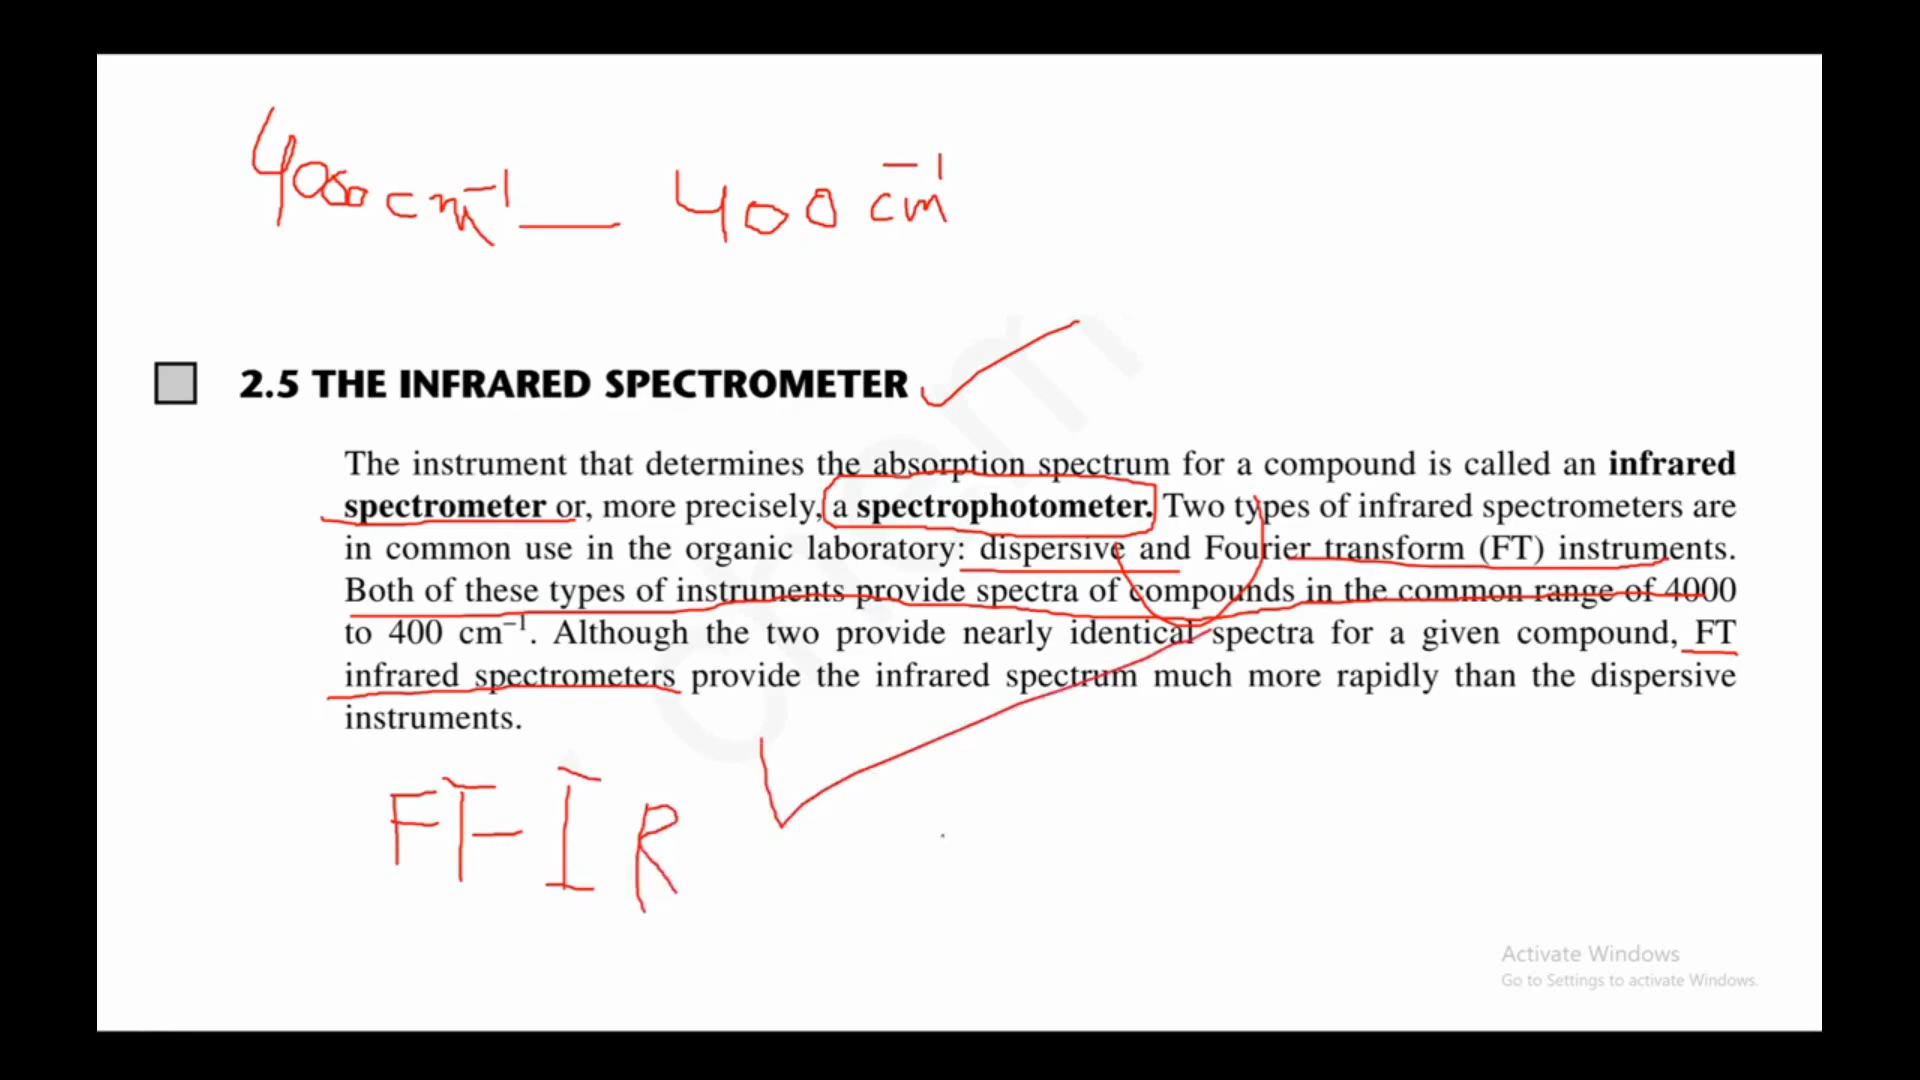 4000 cm⁻¹ — 400 cm⁻¹
2.5 THE INFRARED SPECTROMETER
The instrument that determines the absorption spectrum for a compound is called an infrared
spectrometer or, more precisely, a spectrophotometer. Two types of infrared spectrometers are
in common use in the organic laboratory: dispersive and Fourier transform (FT) instruments.
Both of these types of instruments provide spectra of compounds in the common range of 4000
to 400 cm⁻¹. Although the two provide nearly identical spectra for a given compound, FT
infrared spectrometers provide the infrared spectrum much more rapidly than the dispersive
instruments.
FT-IR
Activate Windows
Go to Settings to activate Windows.